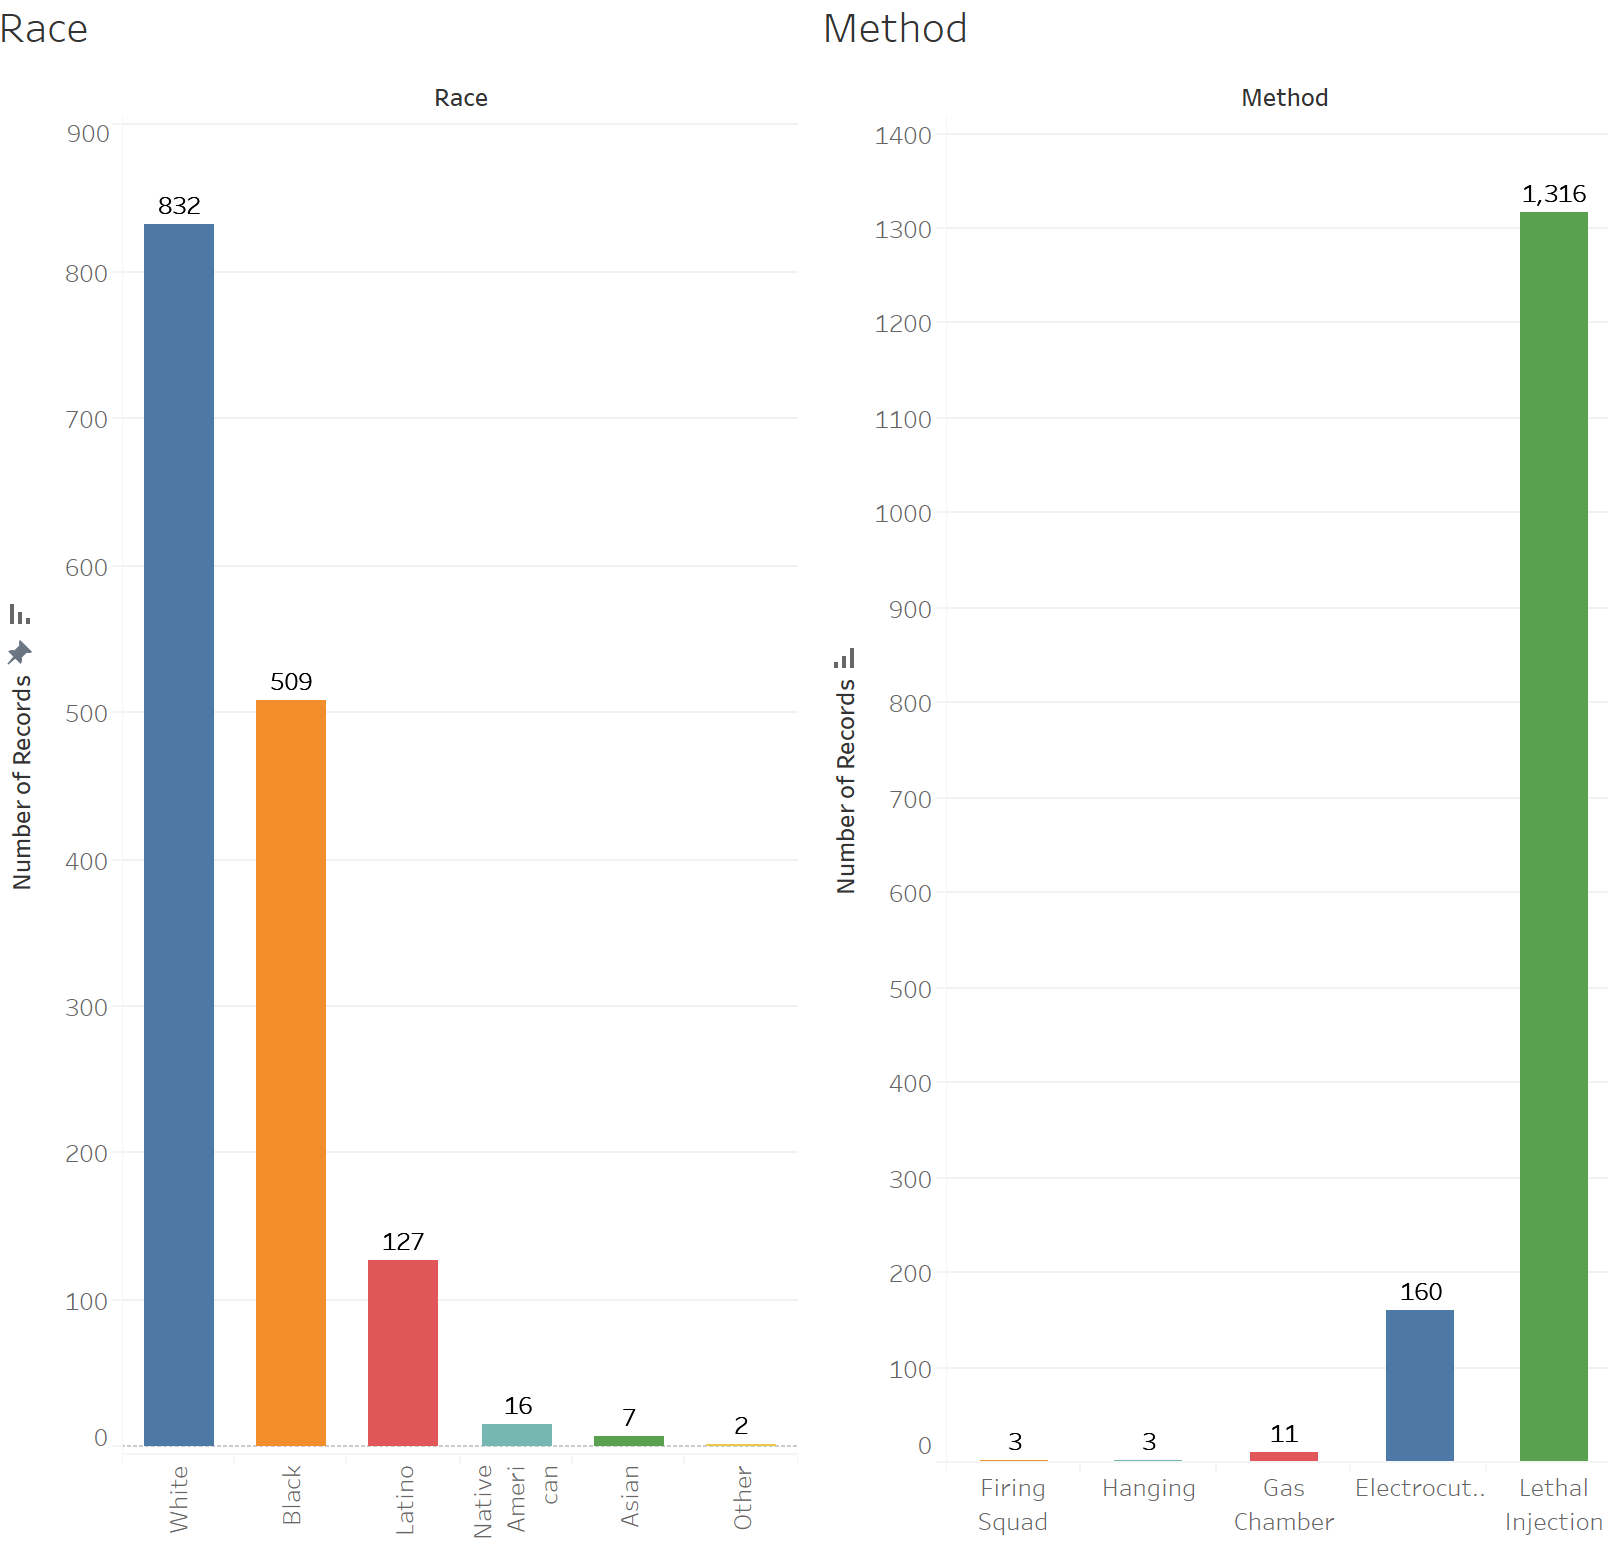 Race
Race
900
800
700
600
500
400
300
200
100
0
Number of Records
832
509
127
16
7
2
White
Black
Latino
Native
Ameri
can
Asian
Other
Method
Method
1400
1300
1200
1100
1000
900
800
700
600
500
400
300
200
100
0
Number of Records
3
3
11
160
1,316
Firing
Squad
Hanging
Gas
Chamber
Electrocut..
Lethal
Injection